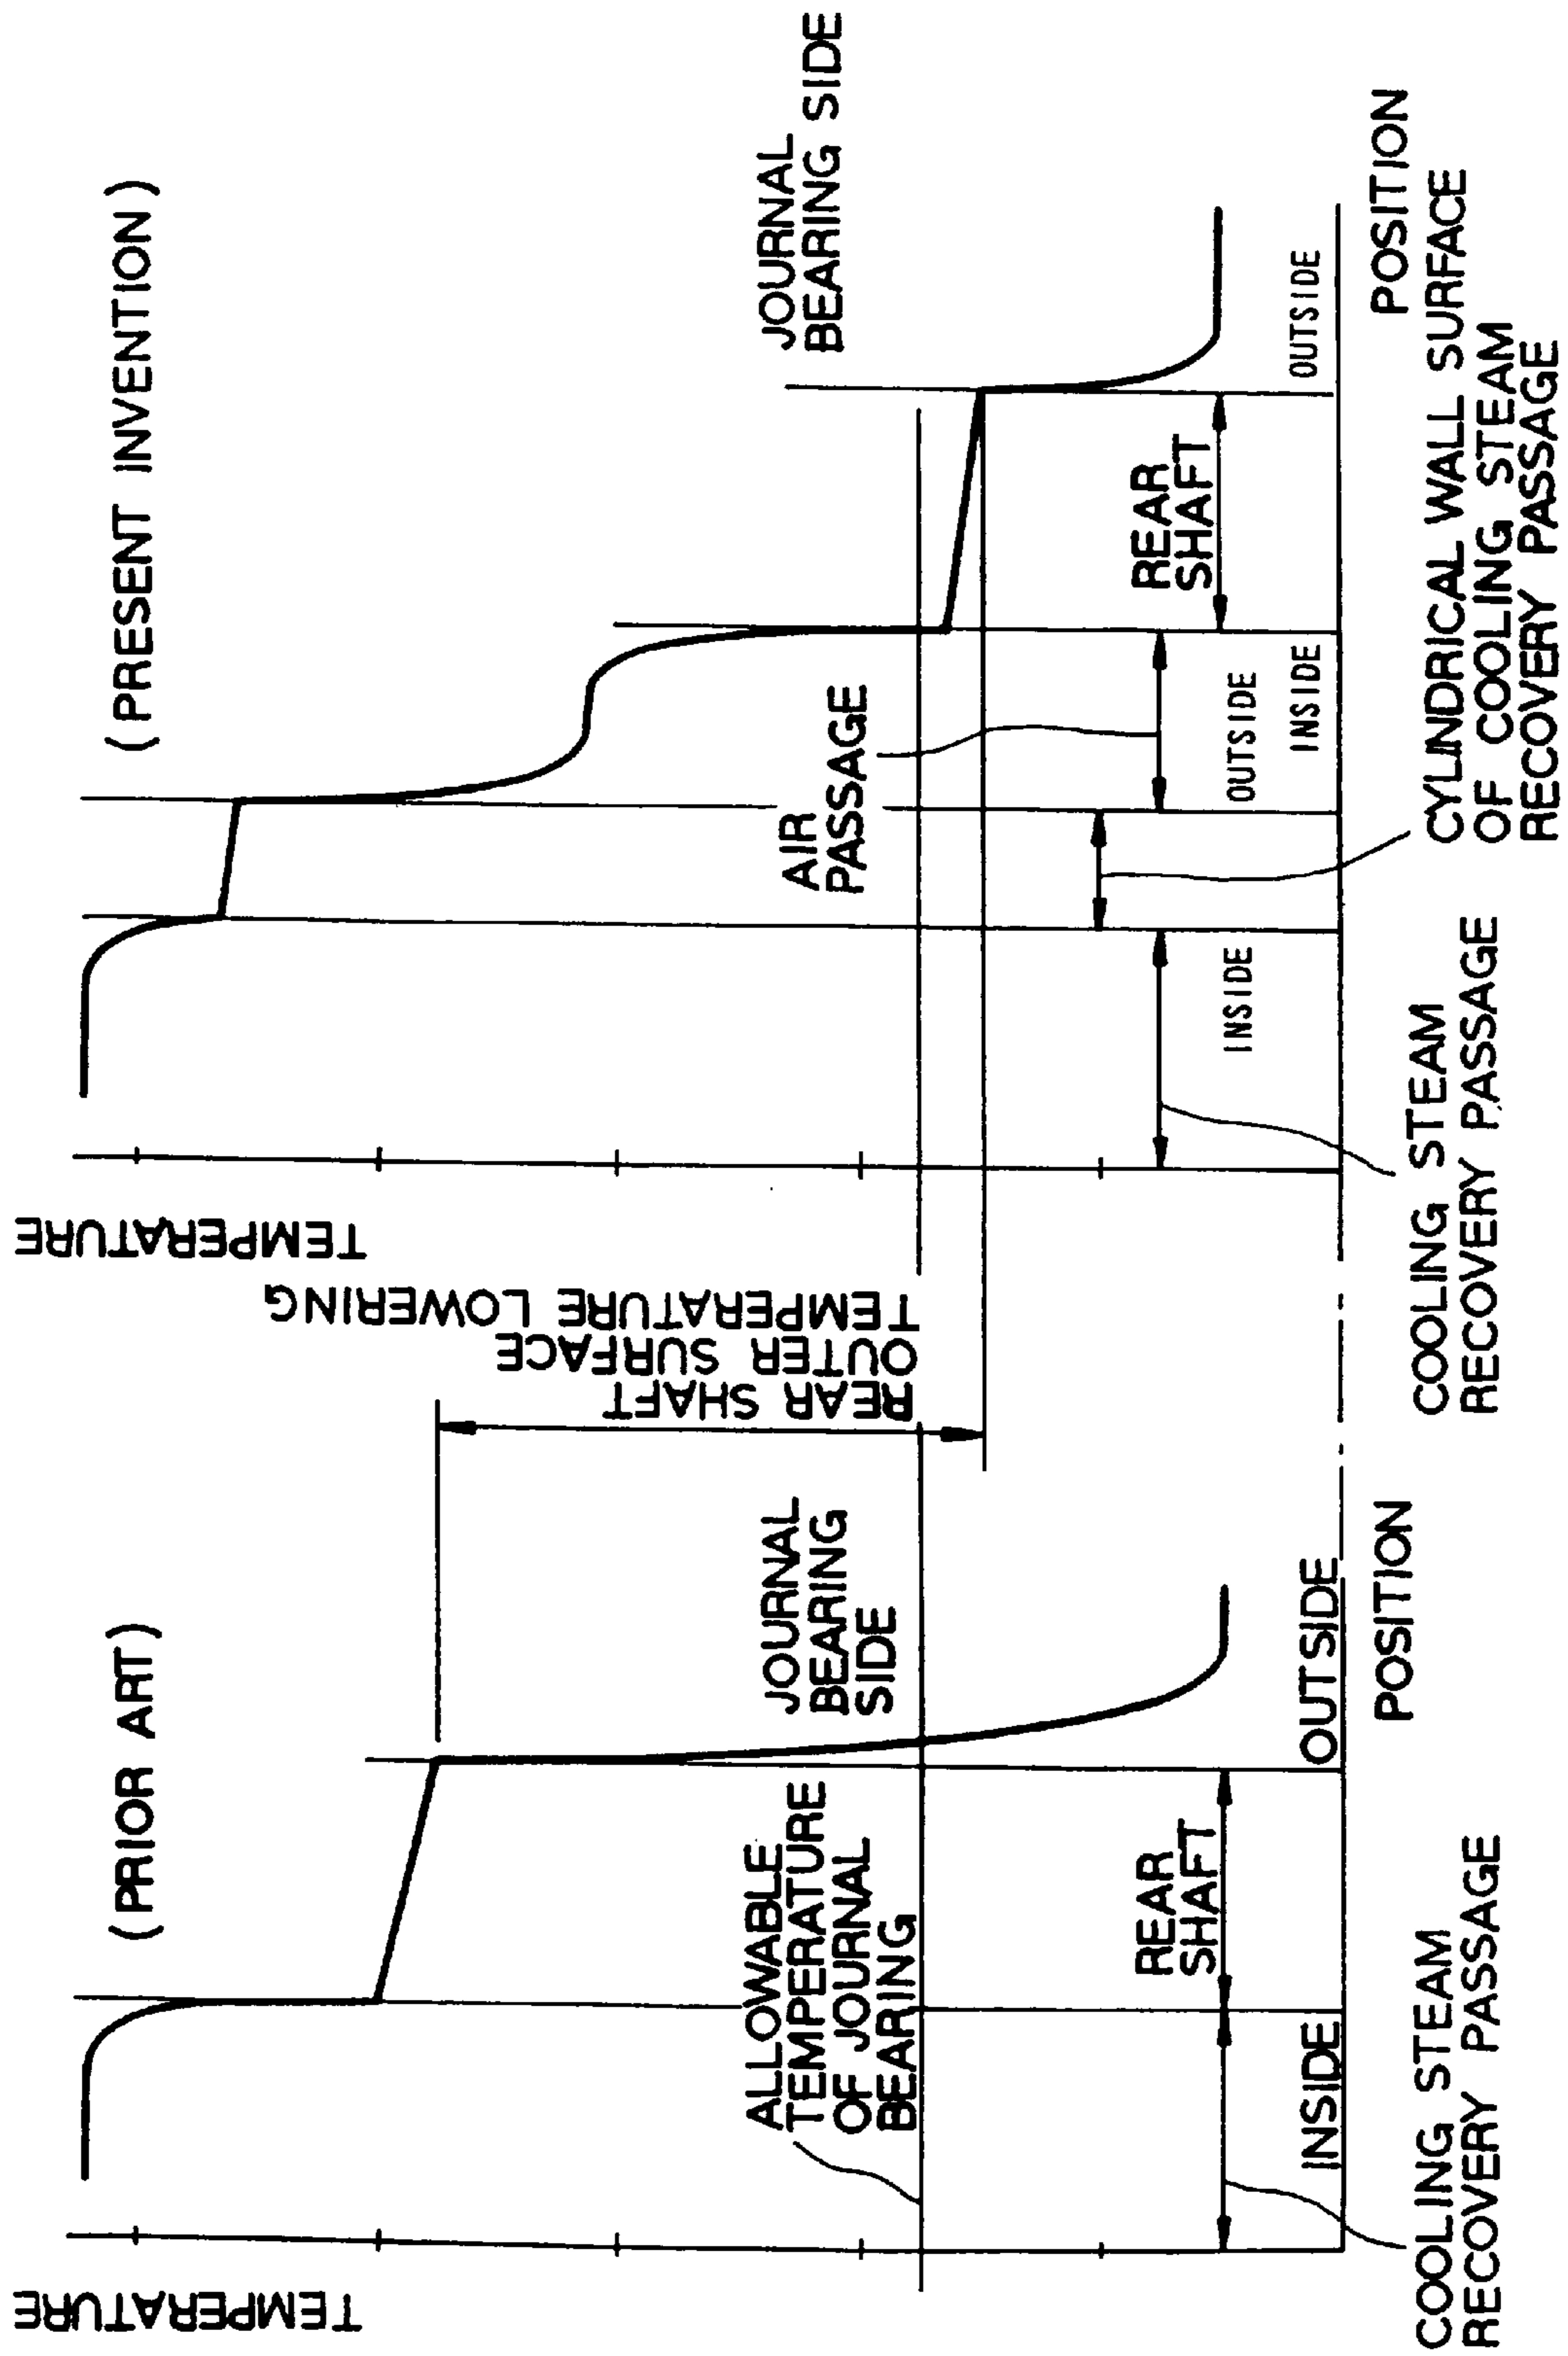 (PRIOR ART)
TEMPERATURE
ALLOWABLE
TEMPERATURE
OF JOURNAL
BEARING
JOURNAL
BEARING
SIDE
REAR
SHAFT
INSIDE
OUTSIDE
POSITION
COOLING STEAM
RECOVERY PASSAGE
REAR SHAFT
OUTER SURFACE
TEMPERATURE LOWERING
(PRESENT INVENTION)
TEMPERATURE
JOURNAL
BEARING SIDE
AIR
PASSAGE
REAR
SHAFT
INSIDE
OUTSIDE
INSIDE
OUTSIDE
POSITION
COOLING STEAM
RECOVERY PASSAGE
CYLINDRICAL WALL SURFACE
OF COOLING STEAM
RECOVERY PASSAGE